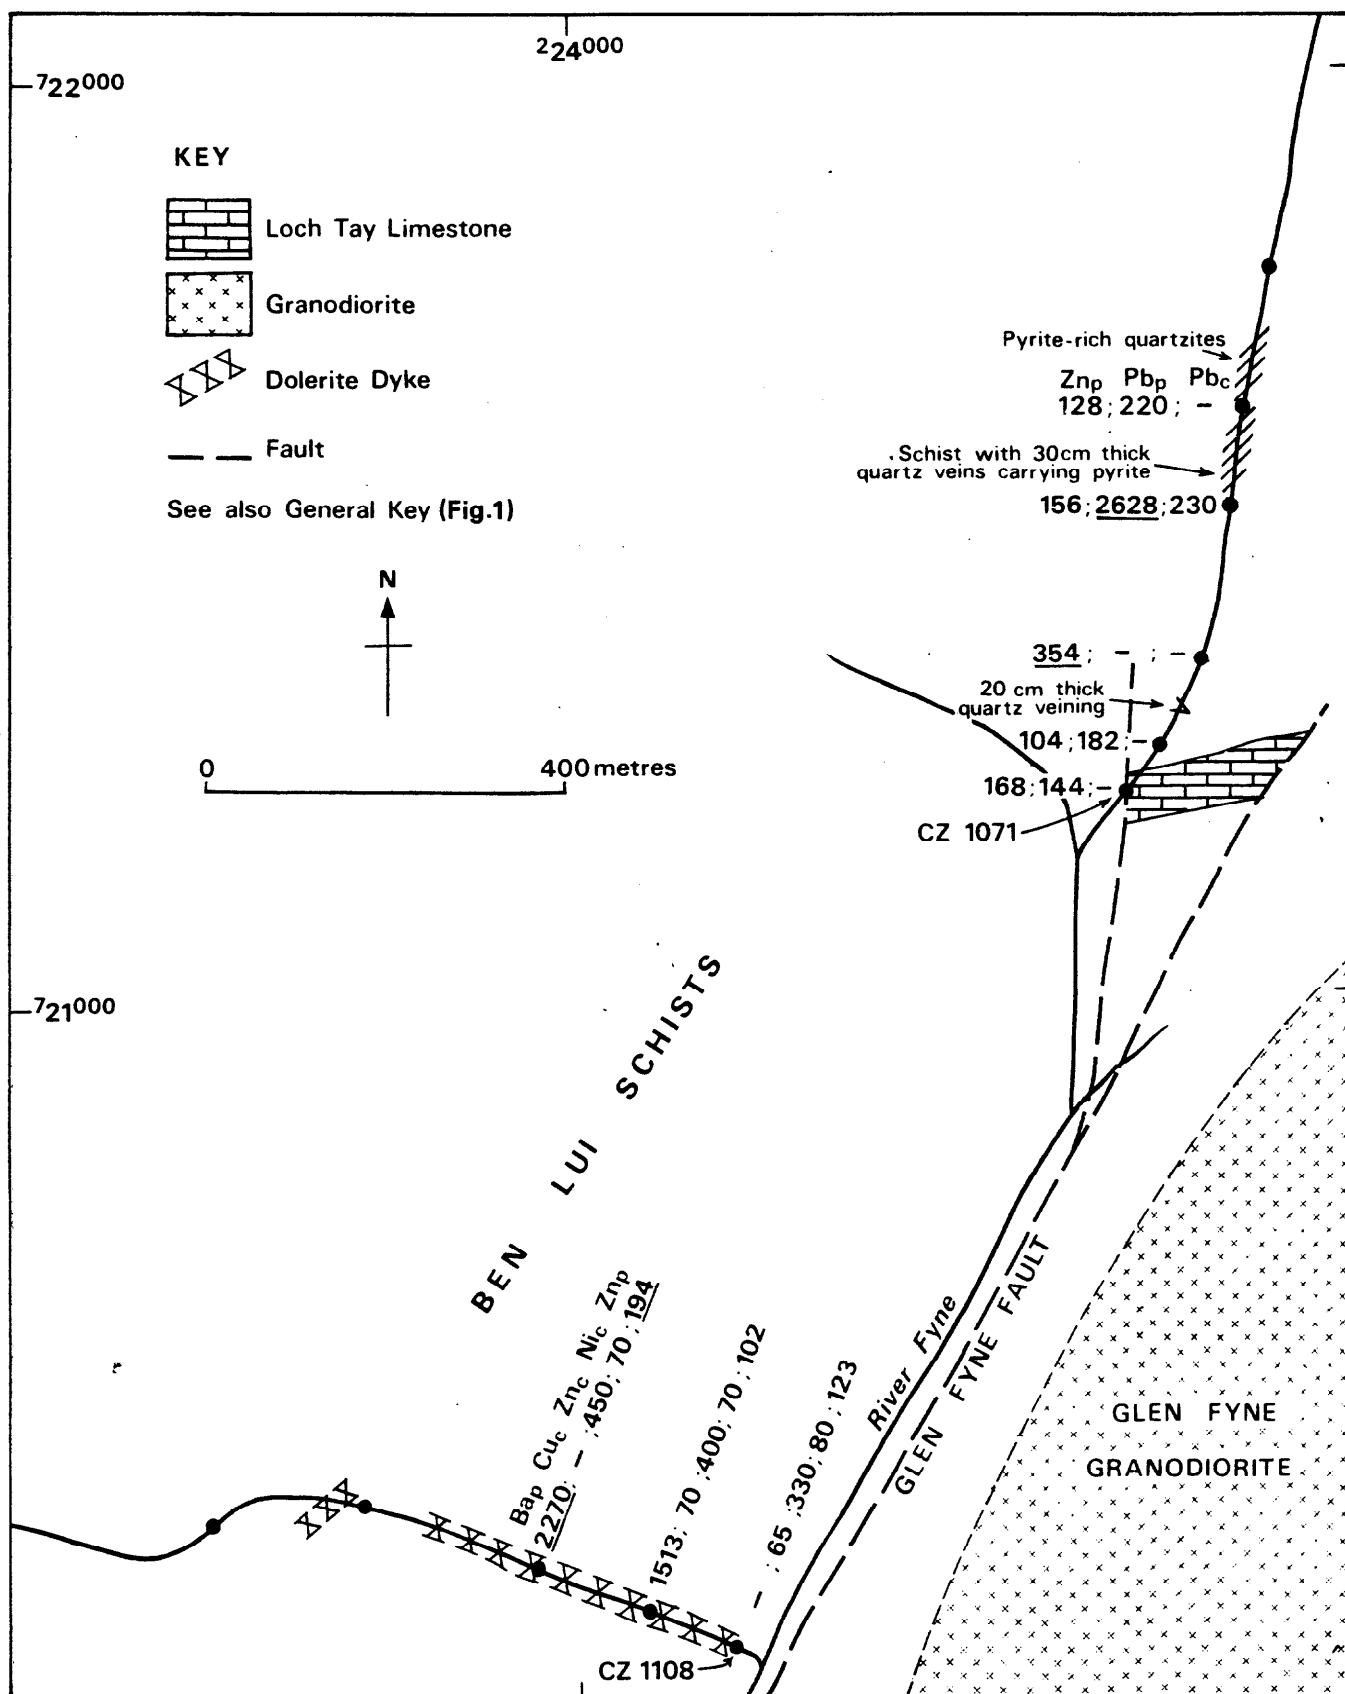 224000
722000
KEY
Loch Tay Limestone
Granodiorite
Dolerite Dyke
Fault
See also General Key (Fig.1)
N
0 400 metres
Pyrite-rich quartzites
Znp Pbp Pbc
128; 220; -
Schist with 30cm thick
quartz veins carrying pyrite
156; 2628; 230
354; - ; -
20 cm thick
quartz veining
104; 182; -
168; 144; -
CZ 1071
721000
BEN LUI SCHISTS
Bap Cuc Znc Nic Znp
2270; - ; 450; 70; 194
1513; 70; 400; 70; 102
- ; 65; 330; 80; 123
River Fyne
GLEN FYNE FAULT
GLEN FYNE
GRANODIORITE
CZ 1108